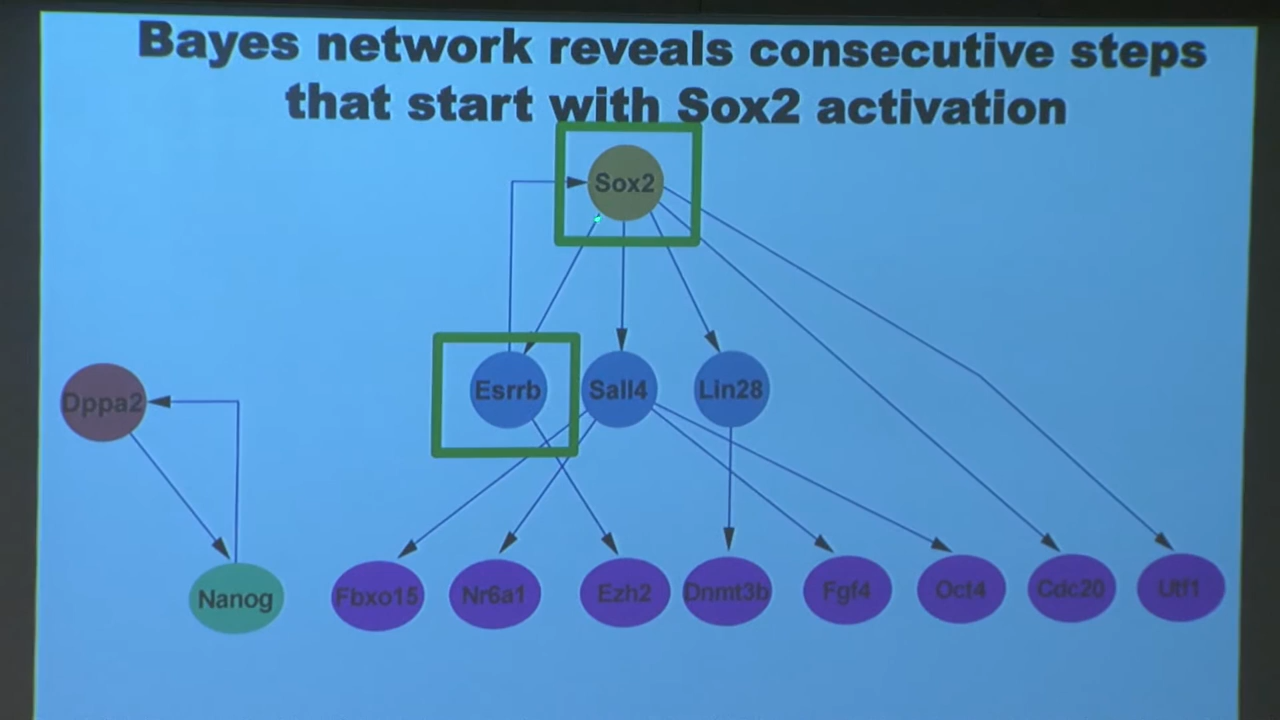 Bayes network reveals consecutive steps
that start with Sox2 activation
Sox2
Esrrb
Sall4
Lin28
Dppa2
Nanog
Fbxo15
Nr6a1
Ezh2
Dnmt3b
Fgf4
Oct4
Cdc20
Utf1